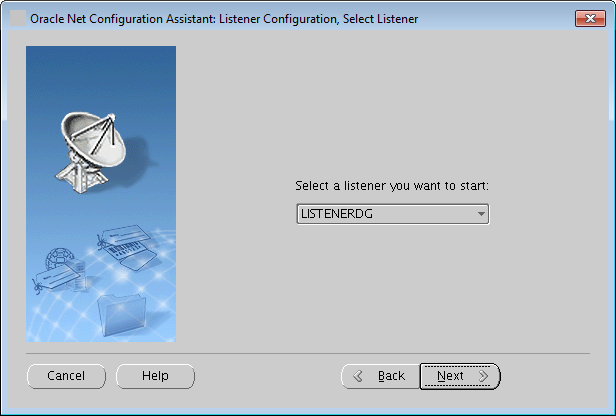 Oracle Net Configuration Assistant: Listener Configuration, Select Listener
Select a listener you want to start:
LISTENERDG
Cancel
Help
Back
Next